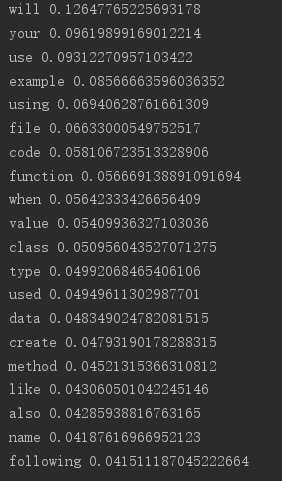 will 0.12647765225693178
your 0.09619899169012214
use 0.09312270957103422
example 0.08566663596036352
using 0.06940628761661309
file 0.06633000549752517
code 0.058106723513328906
function 0.056669138891091694
when 0.05642333426656409
value 0.05409936327103036
class 0.050956043527071275
type 0.04992068465406106
used 0.04949611302987701
data 0.048349024782081515
create 0.04793190178288315
method 0.04521315366310812
like 0.043060501042245146
also 0.04285938816763165
name 0.04187616966952123
following 0.041511187045222664